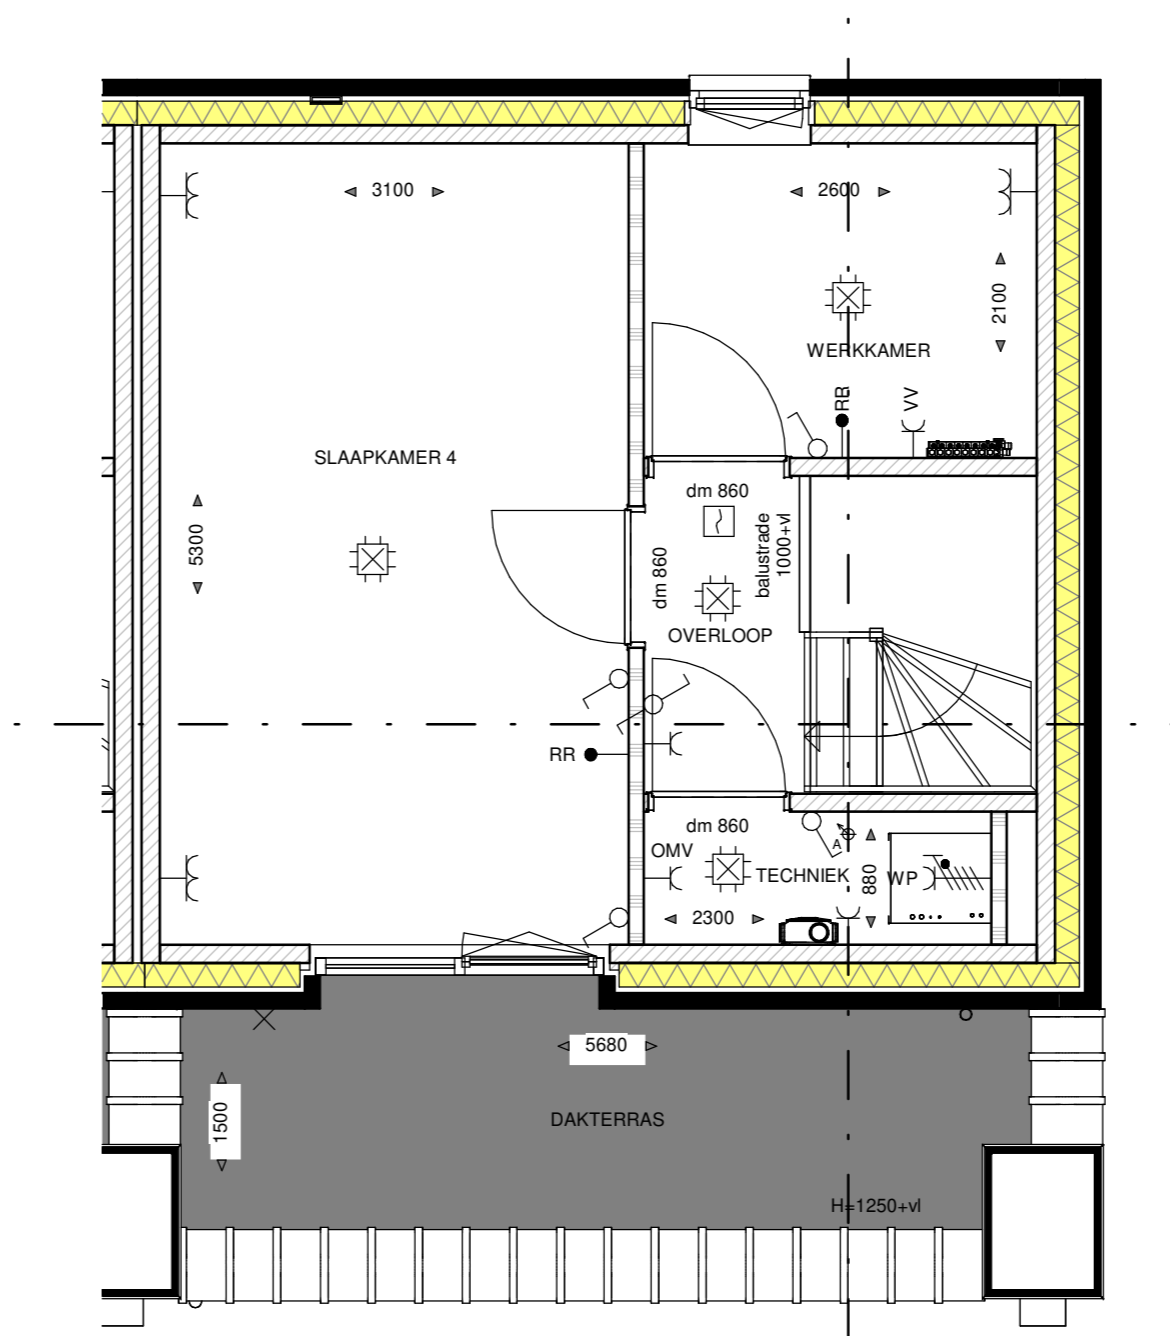 3100
2600
2100
WERKKAMER
RB
VV
SLAAPKAMER 4
5300
dm 860
balustrade
1000+vl
dm 860
OVERLOOP
RR
dm 860
OMV
TECHNIEK
A
880
WP
2300
5680
1500
DAKTERRAS
H=1250+vl